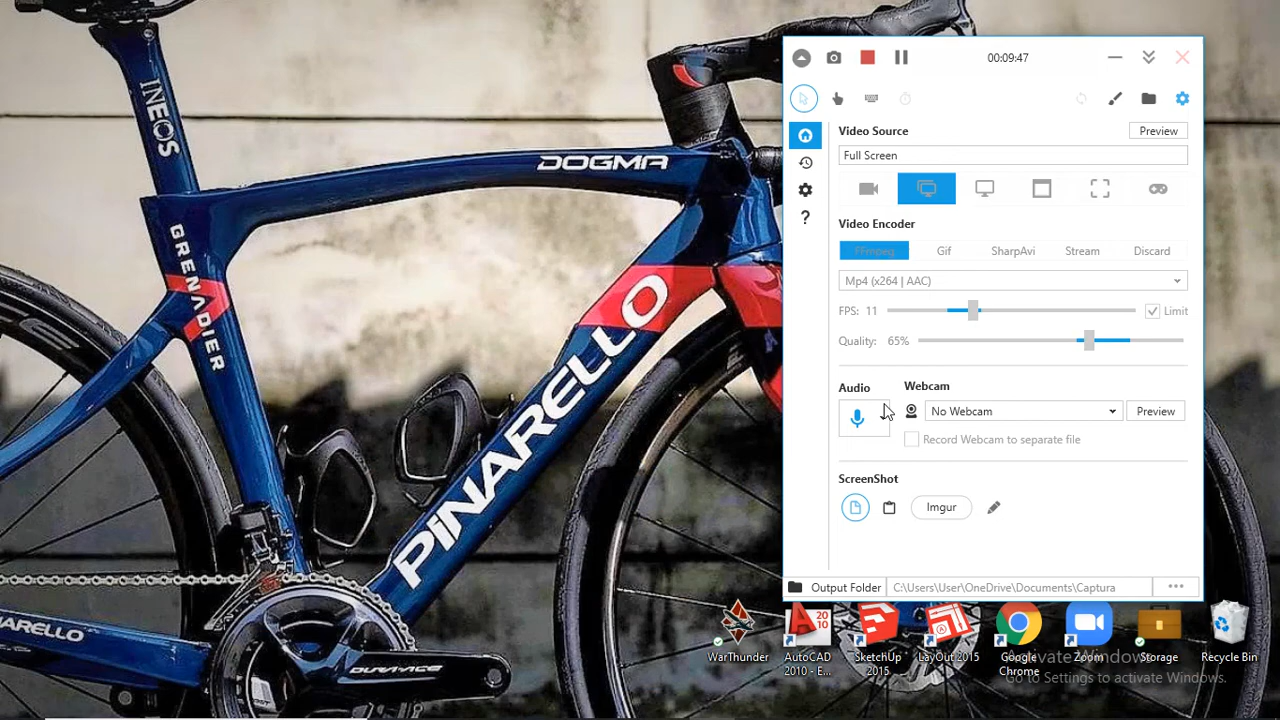 INEOS
DOGMA
GRENADIER
PINARELLO
NARELLO
DURA-ACE
00:09:47
Video Source
Preview
Full Screen
Video Encoder
FFmpeg
Gif
SharpAvi
Stream
Discard
Mp4 (x264 | AAC)
FPS: 11
Limit
Quality: 65%
Audio
Webcam
No Webcam
Preview
Record Webcam to separate file
ScreenShot
Imgur
Output Folder
C:\Users\User\OneDrive\Documents\Captura
WarThunder
AutoCAD 2010 - E...
SketchUp 2015
LayOut 2015
Google Chrome
Zoom
Storage
Recycle Bin
Activate Windows
Go to Settings to activate Windows.